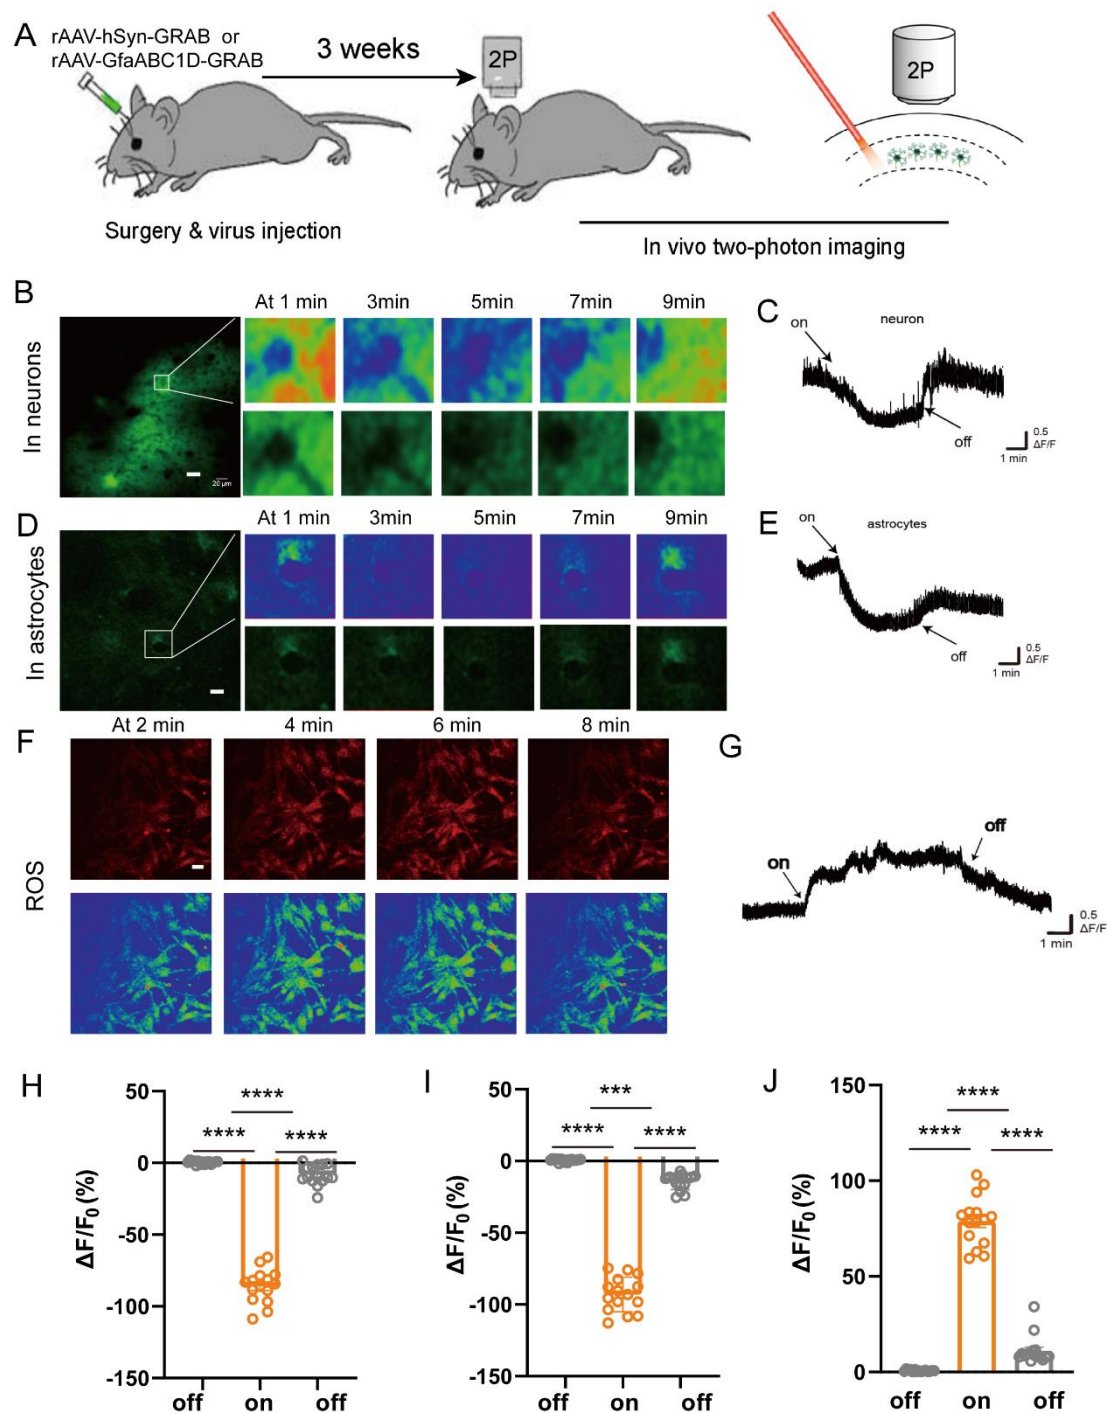 A
rAAV-hSyn-GRAB or
rAAV-GfaABC1D-GRAB
3 weeks
2P
2P
Surgery & virus injection
In vivo two-photon imaging
B
In neurons
At 1 min 3min 5min 7min 9min
20 μm
C
neuron
on
off
0.5
ΔF/F
1 min
D
In astrocytes
At 1 min 3min 5min 7min 9min
E
astrocytes
on
off
0.5
ΔF/F
1 min
F
ROS
At 2 min 4 min 6 min 8 min
G
on
off
0.5
ΔF/F
1 min
H
ΔF/F0 (%)
50
0
-50
-100
-150
****
**** ****
off on off
I
ΔF/F0 (%)
50
0
-50
-100
-150
***
**** ****
off on off
J
ΔF/F0 (%)
150
100
50
0
****
**** ****
off on off